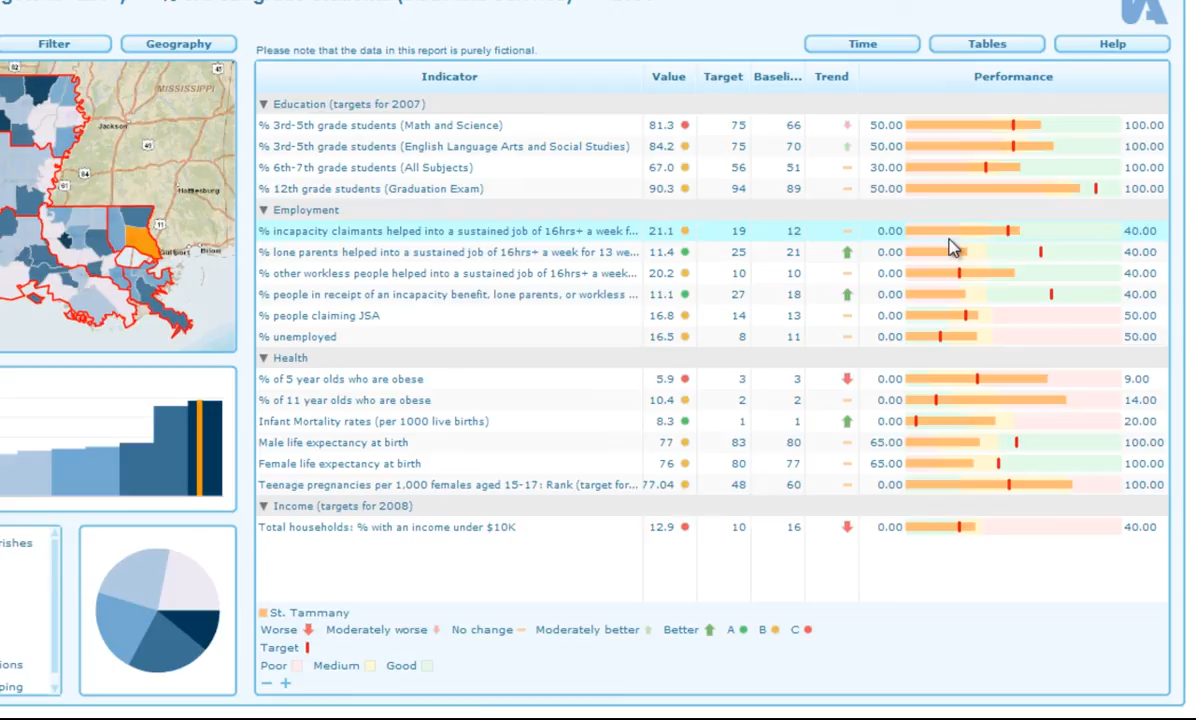 Filter Geography Please note that the data in this report is purely fictional. Time Tables Help
MISSISSIPPI
Jackson
Hattiesburg
Gulfport Biloxi
Indicator Value Target Baseli... Trend Performance
Education (targets for 2007)
% 3rd-5th grade students (Math and Science) 81.3 75 66 50.00 100.00
% 3rd-5th grade students (English Language Arts and Social Studies) 84.2 75 70 50.00 100.00
% 6th-7th grade students (All Subjects) 67.0 56 51 30.00 100.00
% 12th grade students (Graduation Exam) 90.3 94 89 50.00 100.00
Employment
% incapacity claimants helped into a sustained job of 16hrs+ a week f... 21.1 19 12 0.00 40.00
% lone parents helped into a sustained job of 16hrs+ a week for 13 we... 11.4 25 21 0.00 40.00
% other workless people helped into a sustained job of 16hrs+ a week... 20.2 10 10 0.00 40.00
% people in receipt of an incapacity benefit, lone parents, or workless ... 11.1 27 18 0.00 40.00
% people claiming JSA 16.8 14 13 0.00 50.00
% unemployed 16.5 8 11 0.00 50.00
Health
% of 5 year olds who are obese 5.9 3 3 0.00 9.00
% of 11 year olds who are obese 10.4 2 2 0.00 14.00
Infant Mortality rates (per 1000 live births) 8.3 1 1 0.00 20.00
Male life expectancy at birth 77 83 80 65.00 100.00
Female life expectancy at birth 76 80 77 65.00 100.00
Teenage pregnancies per 1,000 females aged 15-17: Rank (target for... 77.04 48 60 0.00 100.00
Income (targets for 2008)
Total households: % with an income under $10K 12.9 10 16 0.00 40.00
rishes
ions
ping
St. Tammany
Worse Moderately worse No change Moderately better Better A B C
Target
Poor Medium Good